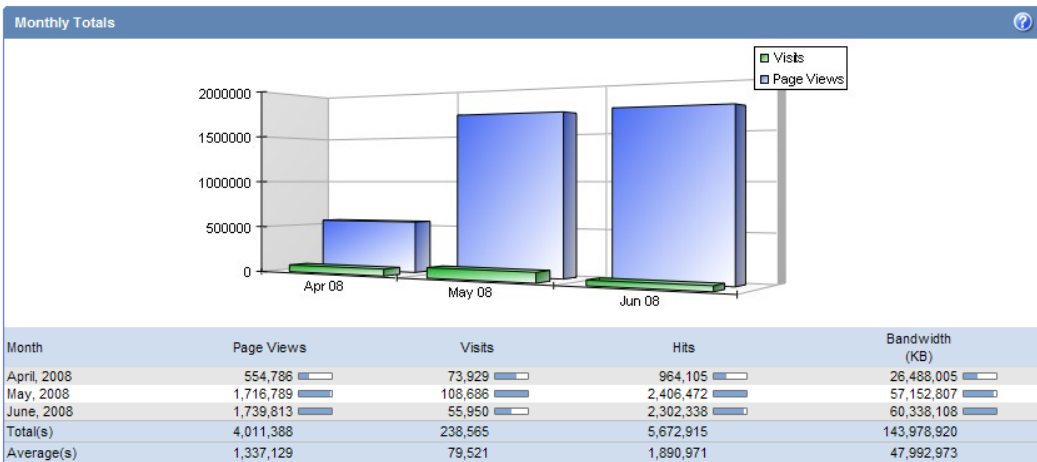 Monthly Totals
Visits
Page Views
2000000
1500000
1000000
500000
0
Apr 08
May 08
Jun 08
Month Page Views Visits Hits Bandwidth (KB)
April, 2008 554,786 73,929 964,105 26,488,005
May, 2008 1,716,789 108,686 2,406,472 57,152,807
June, 2008 1,739,813 55,950 2,302,338 60,338,108
Total(s) 4,011,388 238,565 5,672,915 143,978,920
Average(s) 1,337,129 79,521 1,890,971 47,992,973